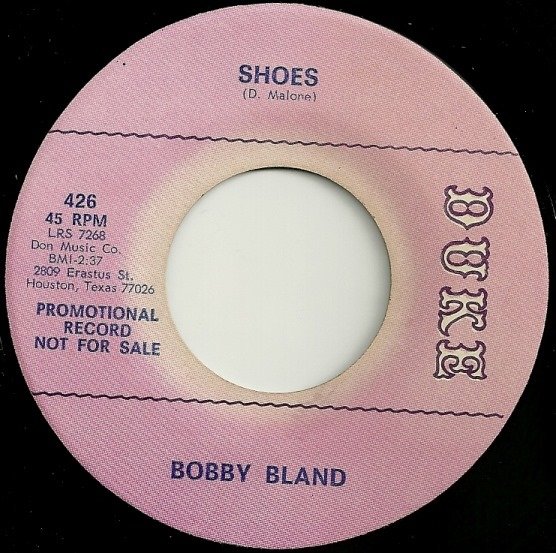 SHOES
(D. Malone)
426
45 RPM
LRS 7268
Don Music Co.
BMI-2:37
2809 Erastus St.
Houston, Texas 77026
PROMOTIONAL
RECORD
NOT FOR SALE
DUKE
BOBBY BLAND